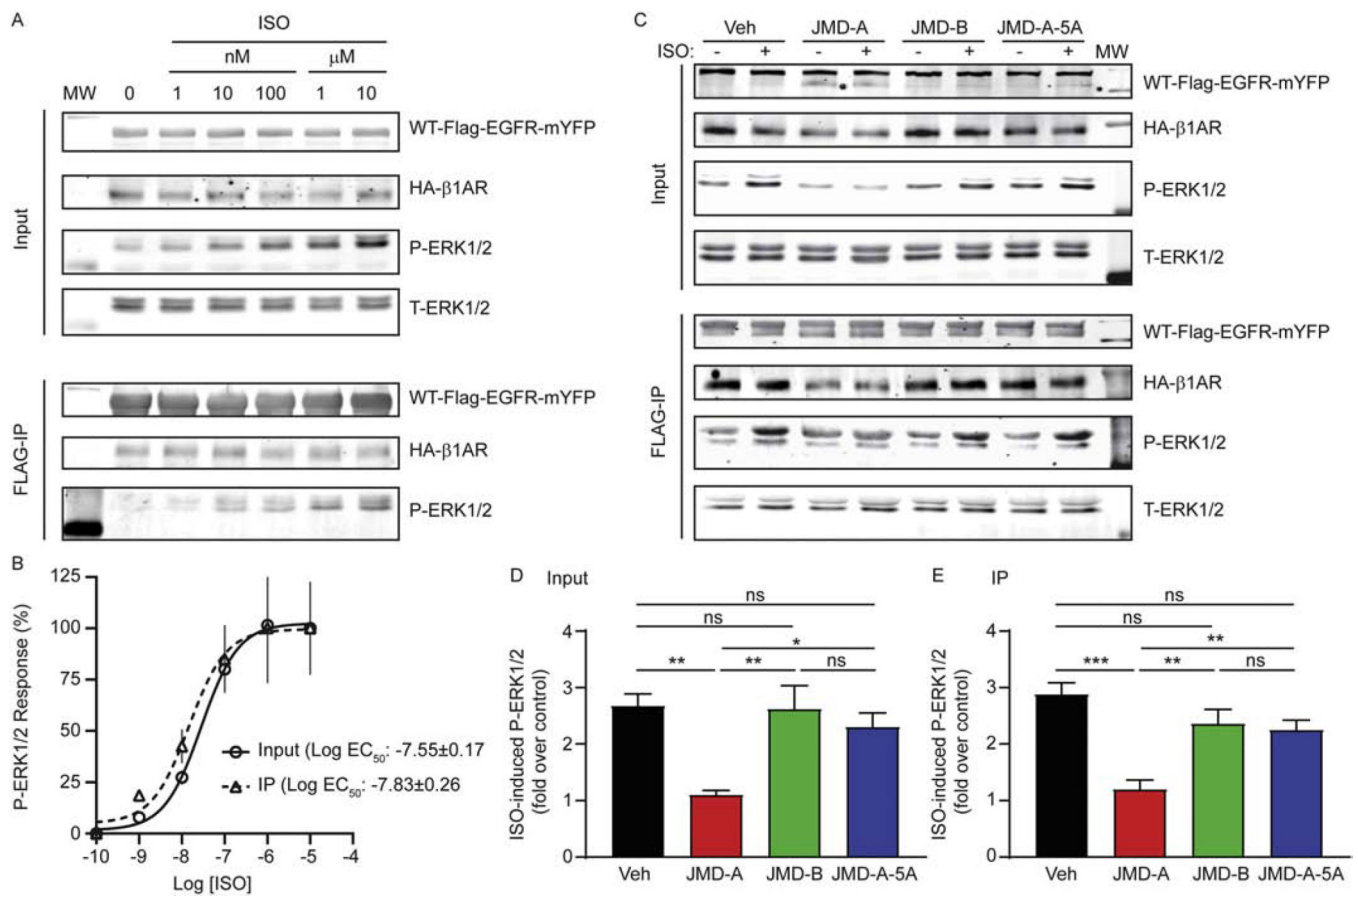 A
ISO
nM
μM
MW 0 1 10 100 1 10
Input
WT-Flag-EGFR-mYFP
HA-β1AR
P-ERK1/2
T-ERK1/2
FLAG-IP
WT-Flag-EGFR-mYFP
HA-β1AR
P-ERK1/2
C
Veh JMD-A JMD-B JMD-A-5A
ISO: - + - + - + - + MW
Input
WT-Flag-EGFR-mYFP
HA-β1AR
P-ERK1/2
T-ERK1/2
FLAG-IP
WT-Flag-EGFR-mYFP
HA-β1AR
P-ERK1/2
T-ERK1/2
B
P-ERK1/2 Response (%)
125
100
75
50
25
0
Input (Log EC50: -7.55±0.17
IP (Log EC50: -7.83±0.26
-10 -9 -8 -7 -6 -5 -4
Log [ISO]
D Input
ISO-induced P-ERK1/2
(fold over control)
4
3
2
1
0
ns
ns
*
** ** ns
Veh JMD-A JMD-B JMD-A-5A
E IP
ISO-induced P-ERK1/2
(fold over control)
4
3
2
1
0
ns
ns
**
*** ** ns
Veh JMD-A JMD-B JMD-A-5A